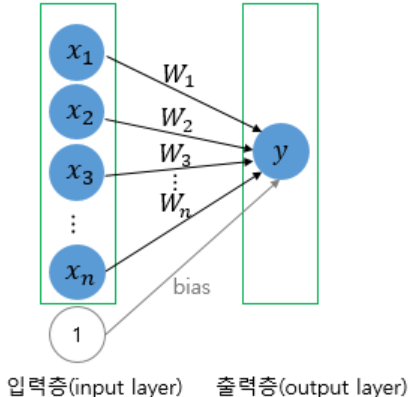 x₁
W₁
x₂
W₂
x₃
W₃
y
⋮
⋮
Wₙ
xₙ
bias
1
입력층(input layer) 출력층(output layer)